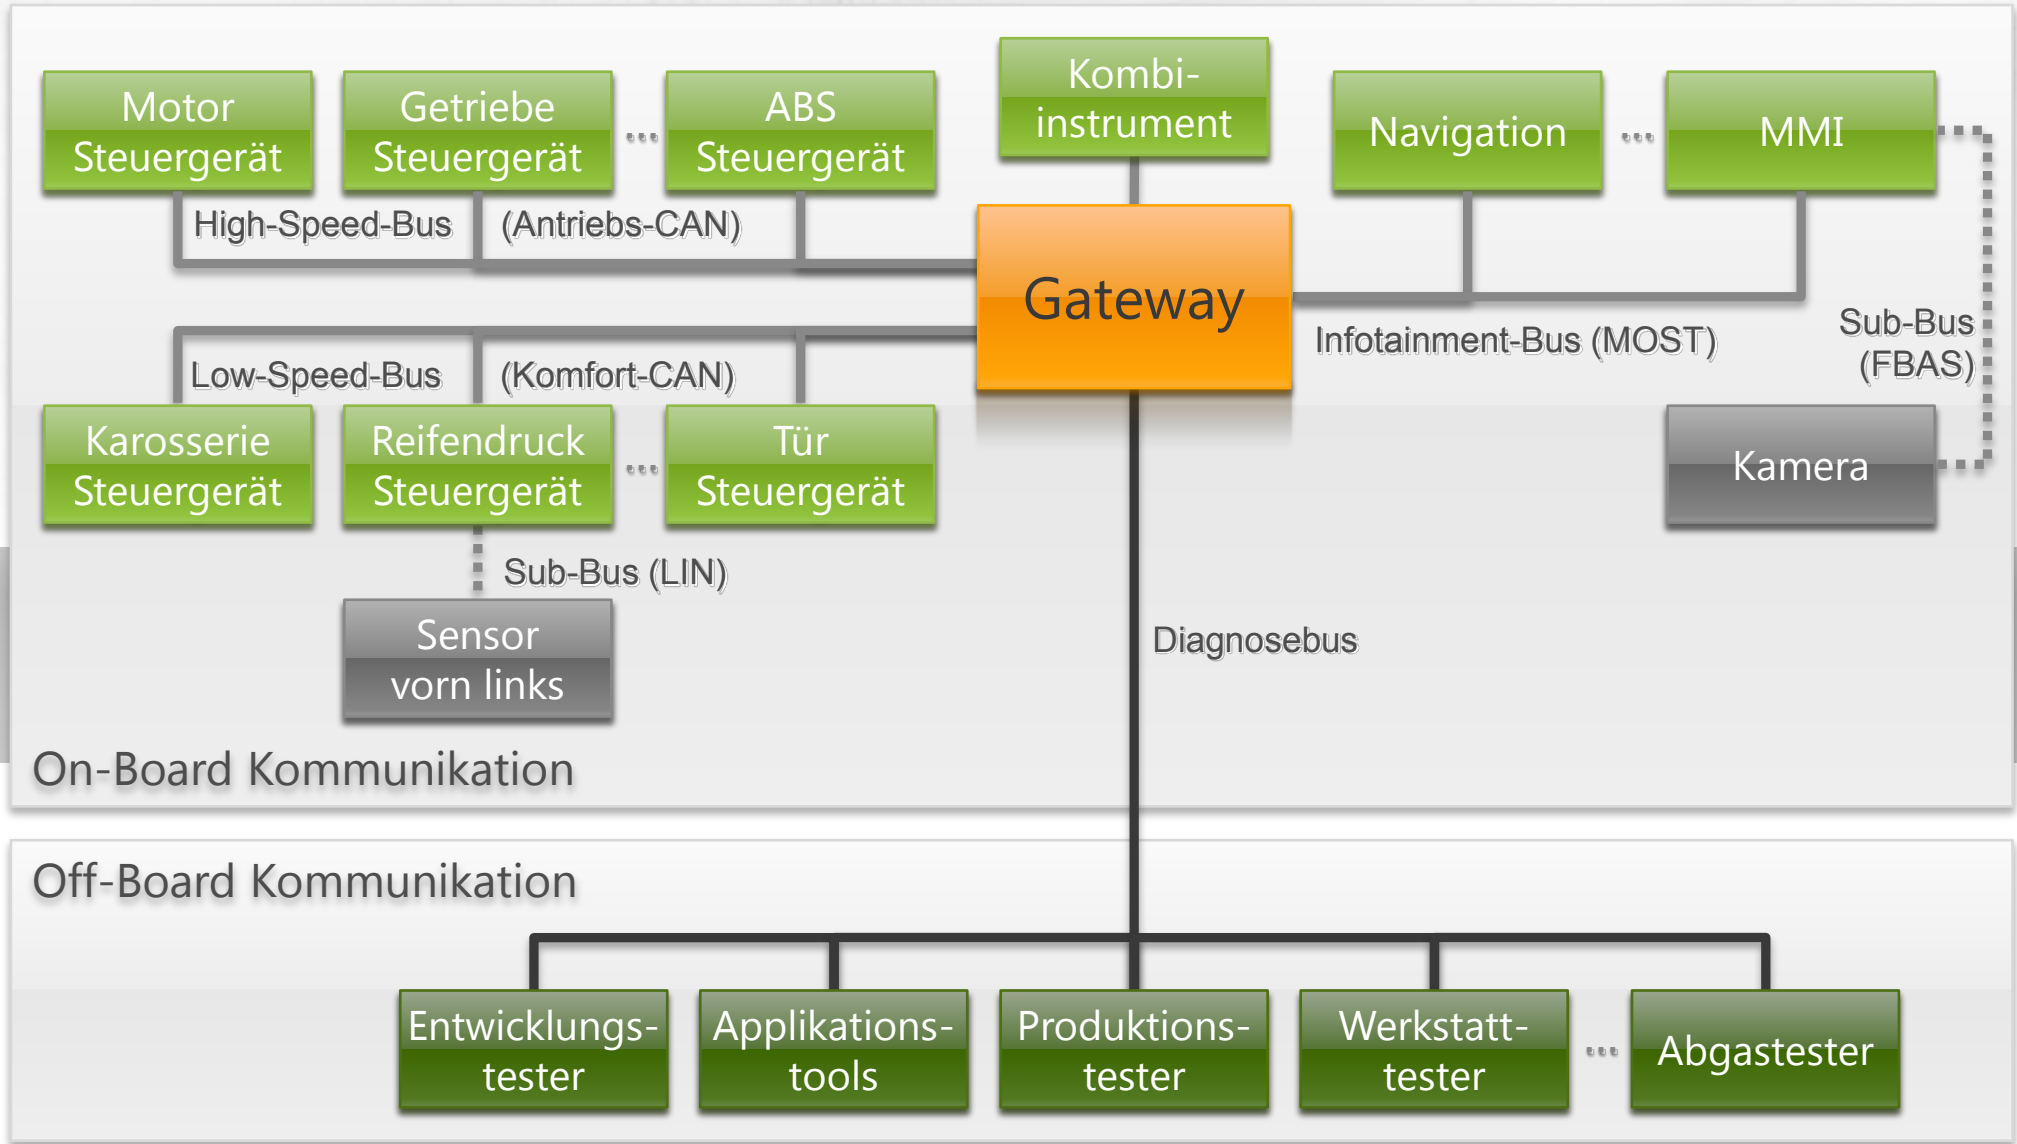 Motor
Steuergerät
Getriebe
Steuergerät
...
ABS
Steuergerät
Kombi-
instrument
Navigation
...
MMI
High-Speed-Bus (Antriebs-CAN)
Gateway
Infotainment-Bus (MOST)
Sub-Bus
(FBAS)
Low-Speed-Bus (Komfort-CAN)
Karosserie
Steuergerät
Reifendruck
Steuergerät
...
Tür
Steuergerät
Kamera
Sub-Bus (LIN)
Sensor
vorn links
Diagnosebus
On-Board Kommunikation
Off-Board Kommunikation
Entwicklungs-
tester
Applikations-
tools
Produktions-
tester
Werkstatt-
tester
...
Abgastester